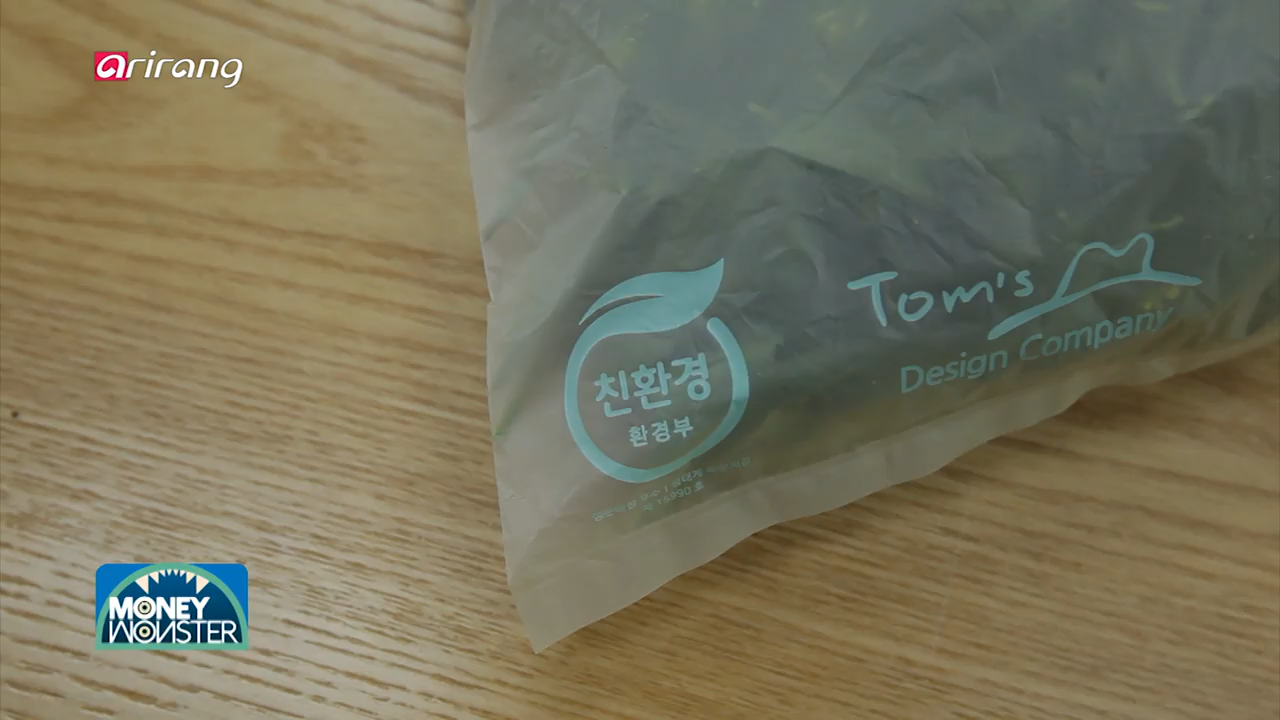 arirang
Tom's
Design Company
친환경
환경부
MONEY
MONSTER